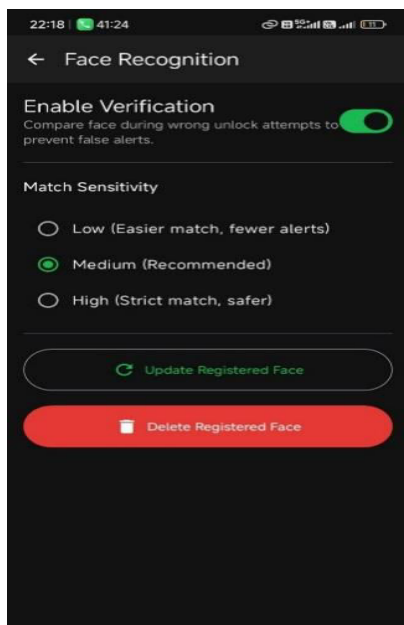 22:18 41:24
← Face Recognition
Enable Verification
Compare face during wrong unlock attempts to
prevent false alerts.
Match Sensitivity
Low (Easier match, fewer alerts)
Medium (Recommended)
High (Strict match, safer)
Update Registered Face
Delete Registered Face